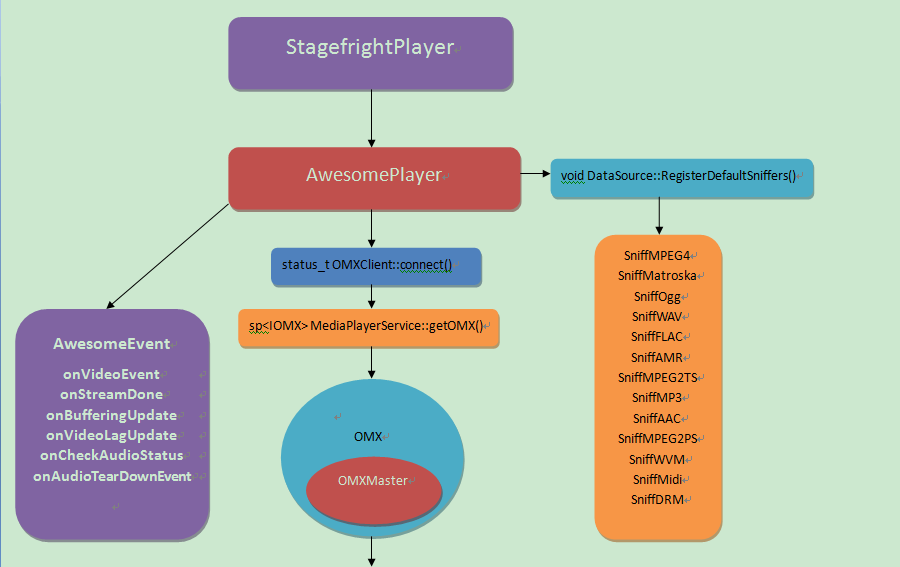 StagefrightPlayer
AwesomePlayer
void DataSource::RegisterDefaultSniffers()
status_t OMXClient::connect()
sp<IOMX> MediaPlayerService::getOMX()
AwesomeEvent
onVideoEvent
onStreamDone
onBufferingUpdate
onVideoLagUpdate
onCheckAudioStatus
onAudioTearDownEvent
OMX
OMXMaster
SniffMPEG4
SniffMatroska
SniffOgg
SniffWAV
SniffFLAC
SniffAMR
SniffMPEG2TS
SniffMP3
SniffAAC
SniffMPEG2PS
SniffWVM
SniffMidi
SniffDRM